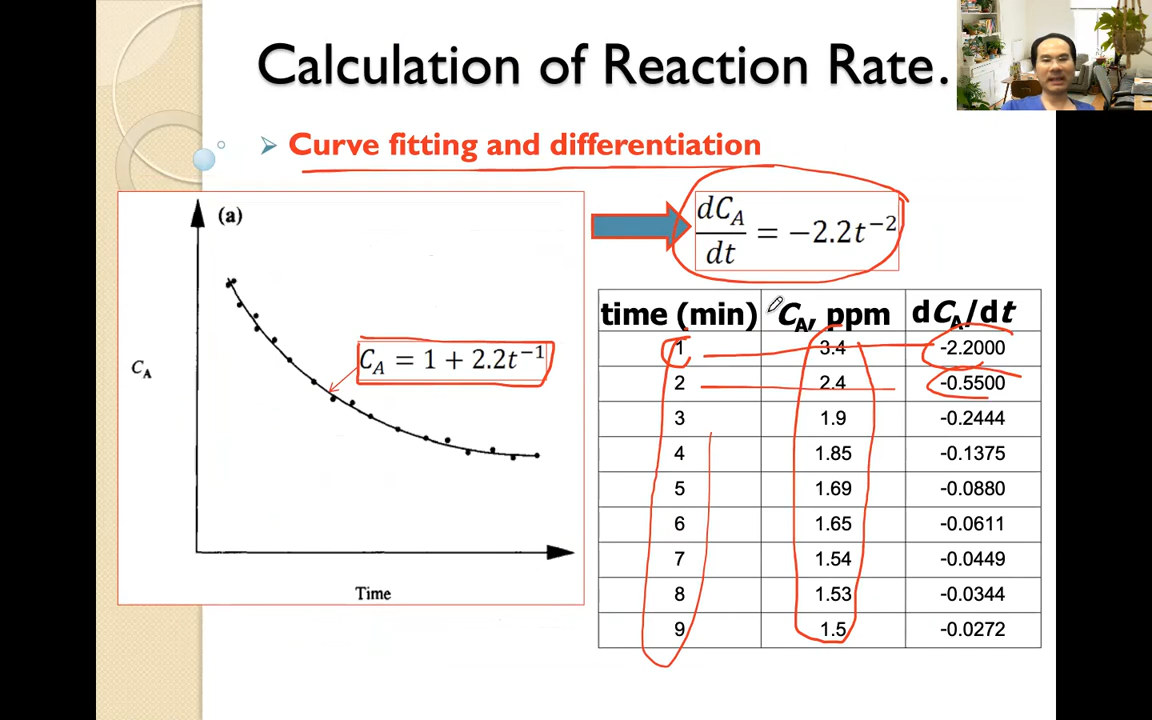 Calculation of Reaction Rate.
Curve fitting and differentiation
(a)
C_A
C_A = 1 + 2.2t⁻¹
Time
dC_A/dt = −2.2t⁻²
time (min) C_A, ppm dC_A/dt
1 3.4 -2.2000
2 2.4 -0.5500
3 1.9 -0.2444
4 1.85 -0.1375
5 1.69 -0.0880
6 1.65 -0.0611
7 1.54 -0.0449
8 1.53 -0.0344
9 1.5 -0.0272